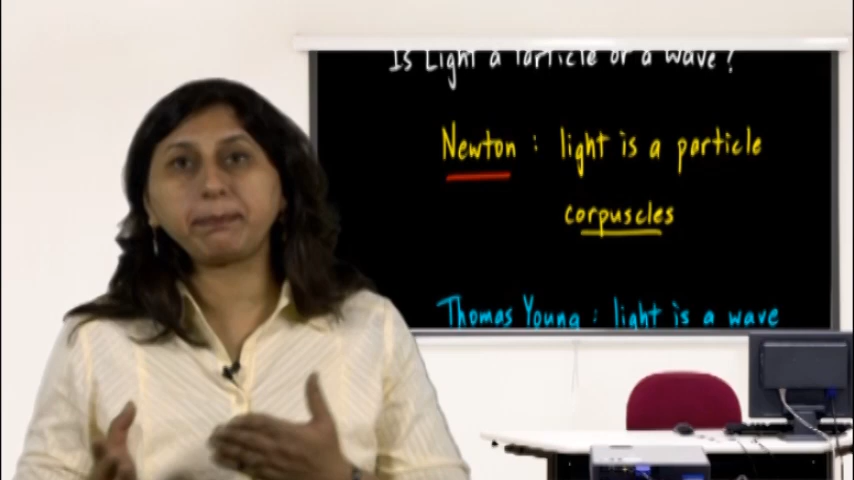 Is Light a Particle or a Wave?
Newton : light is a particle
corpuscles
Thomas Young : light is a wave